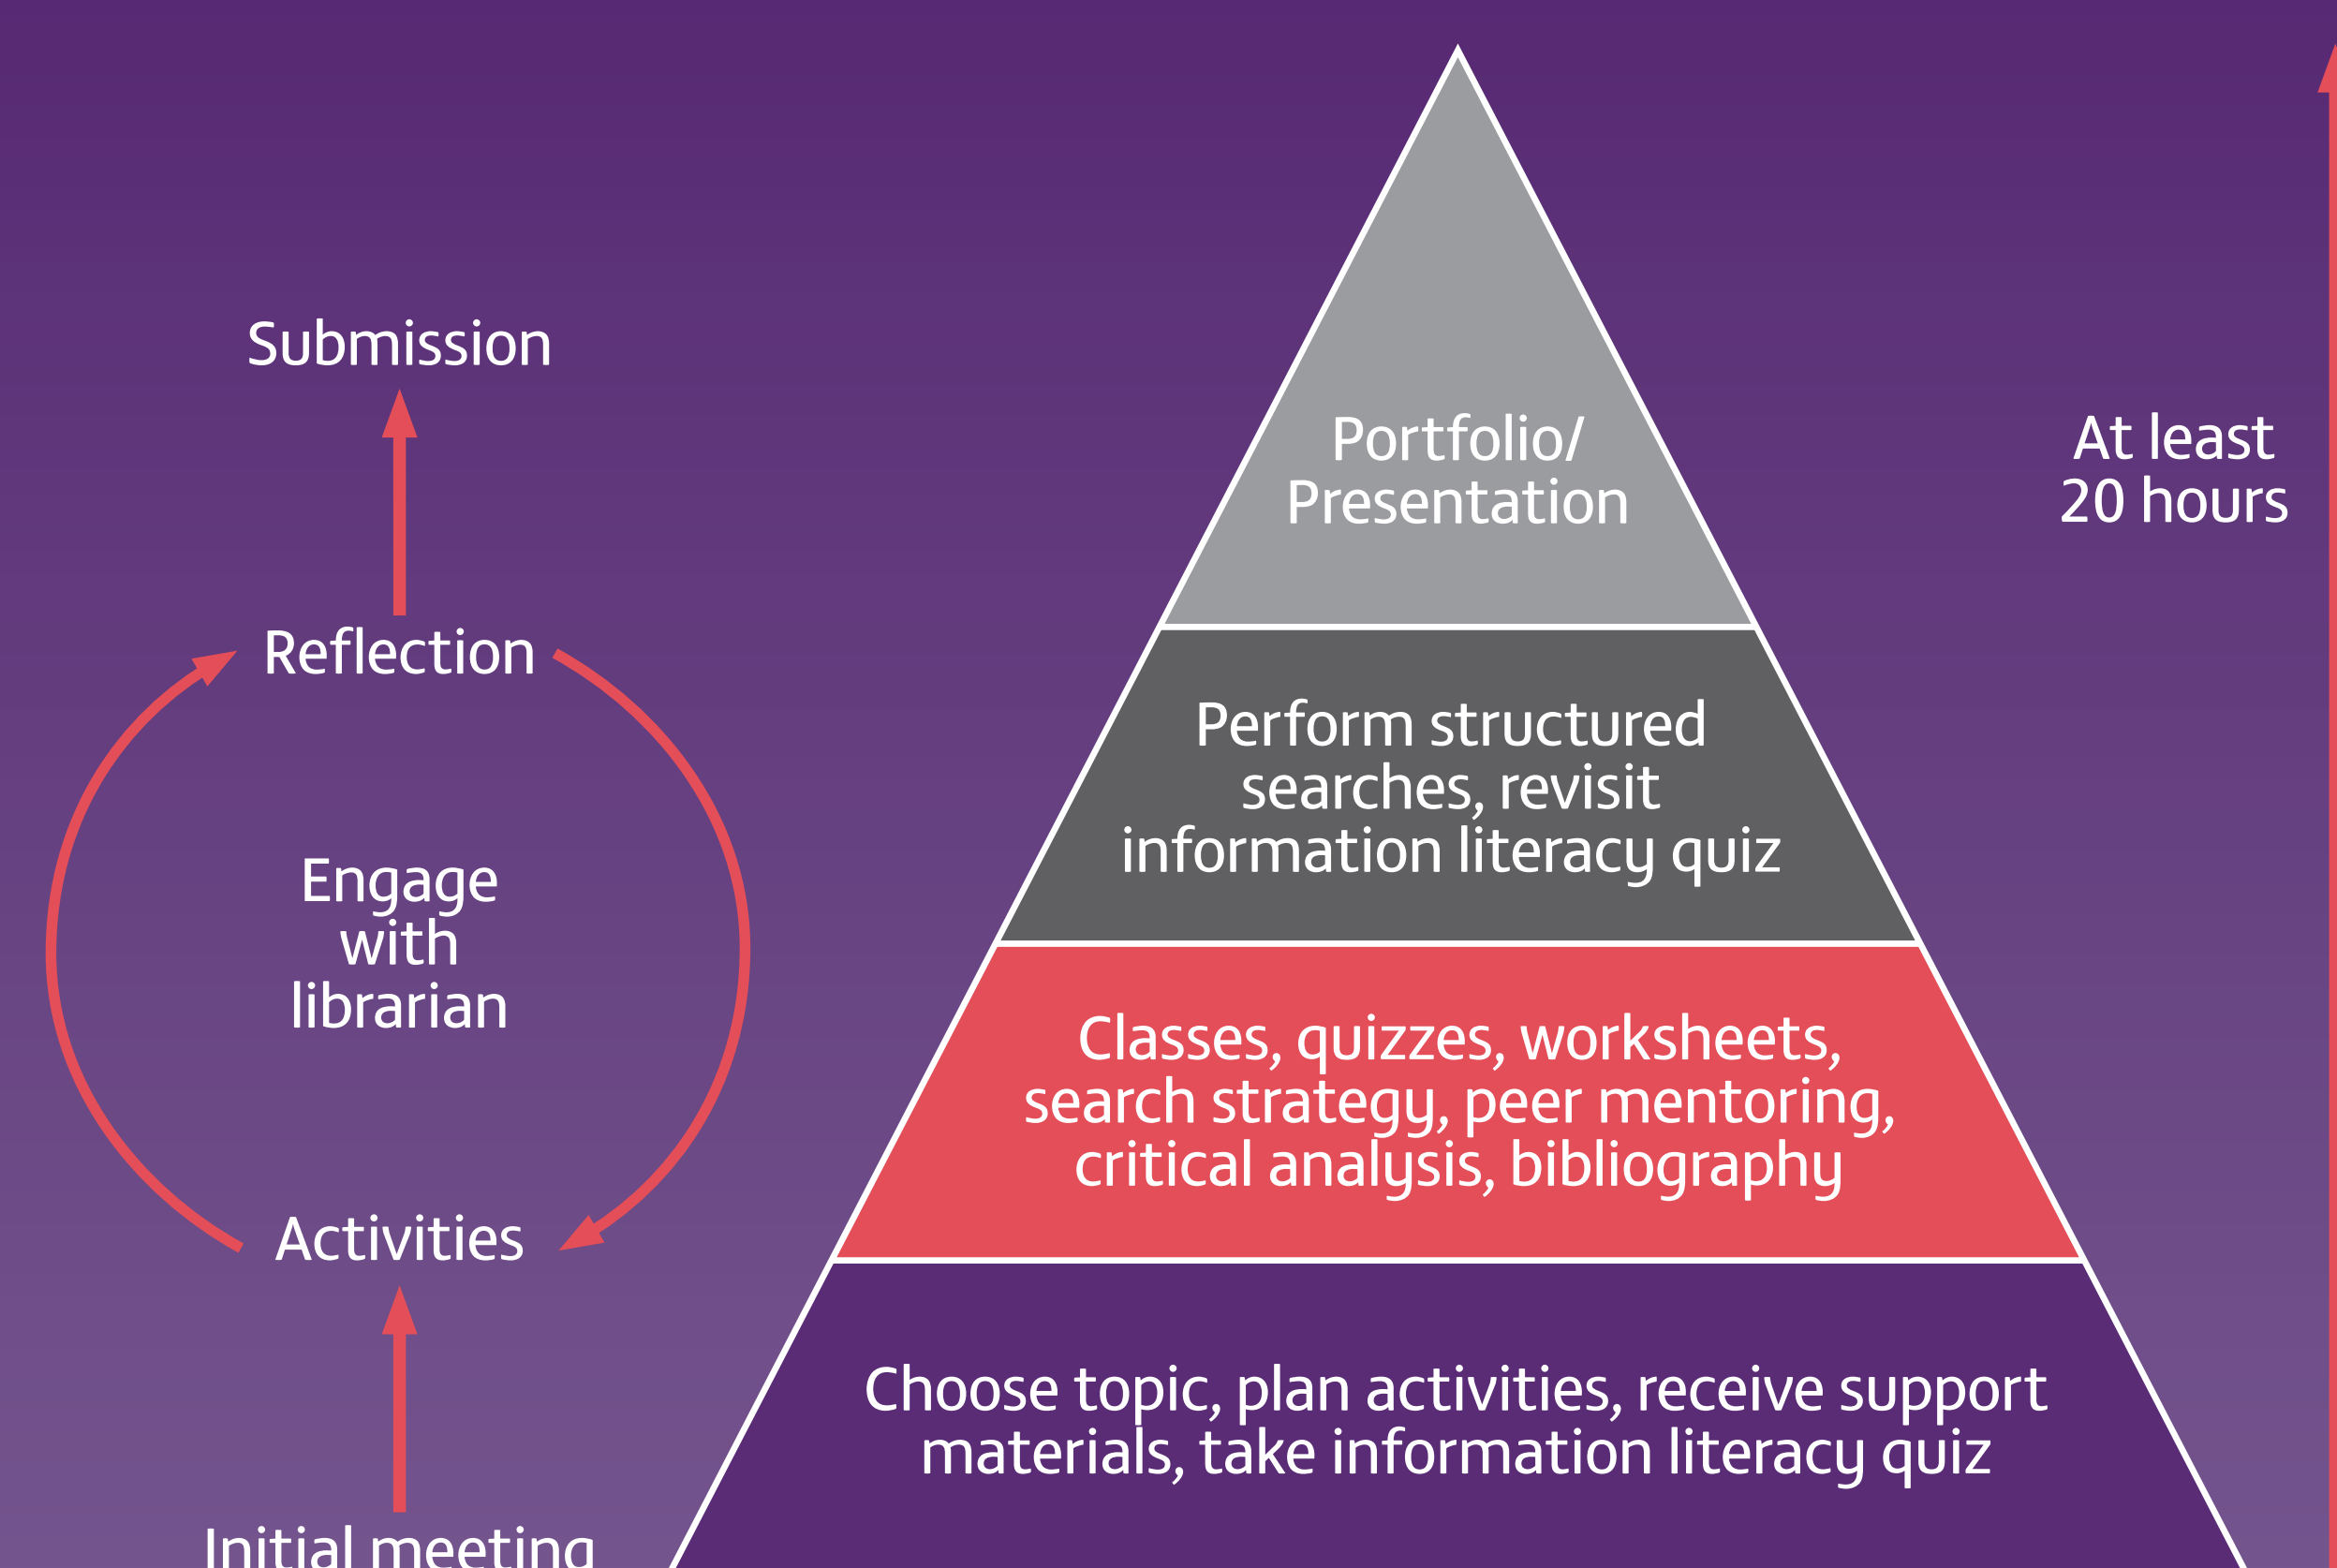 Submission
Reflection
Engage
with
librarian
Activities
Initial meeting
Portfolio/
Presentation
Perform structured
searches, revisit
information literacy quiz
Classes, quizzes, worksheets,
search strategy, peer mentoring,
critical analysis, bibliography
Choose topic, plan activities, receive support
materials, take information literacy quiz
At least
20 hours